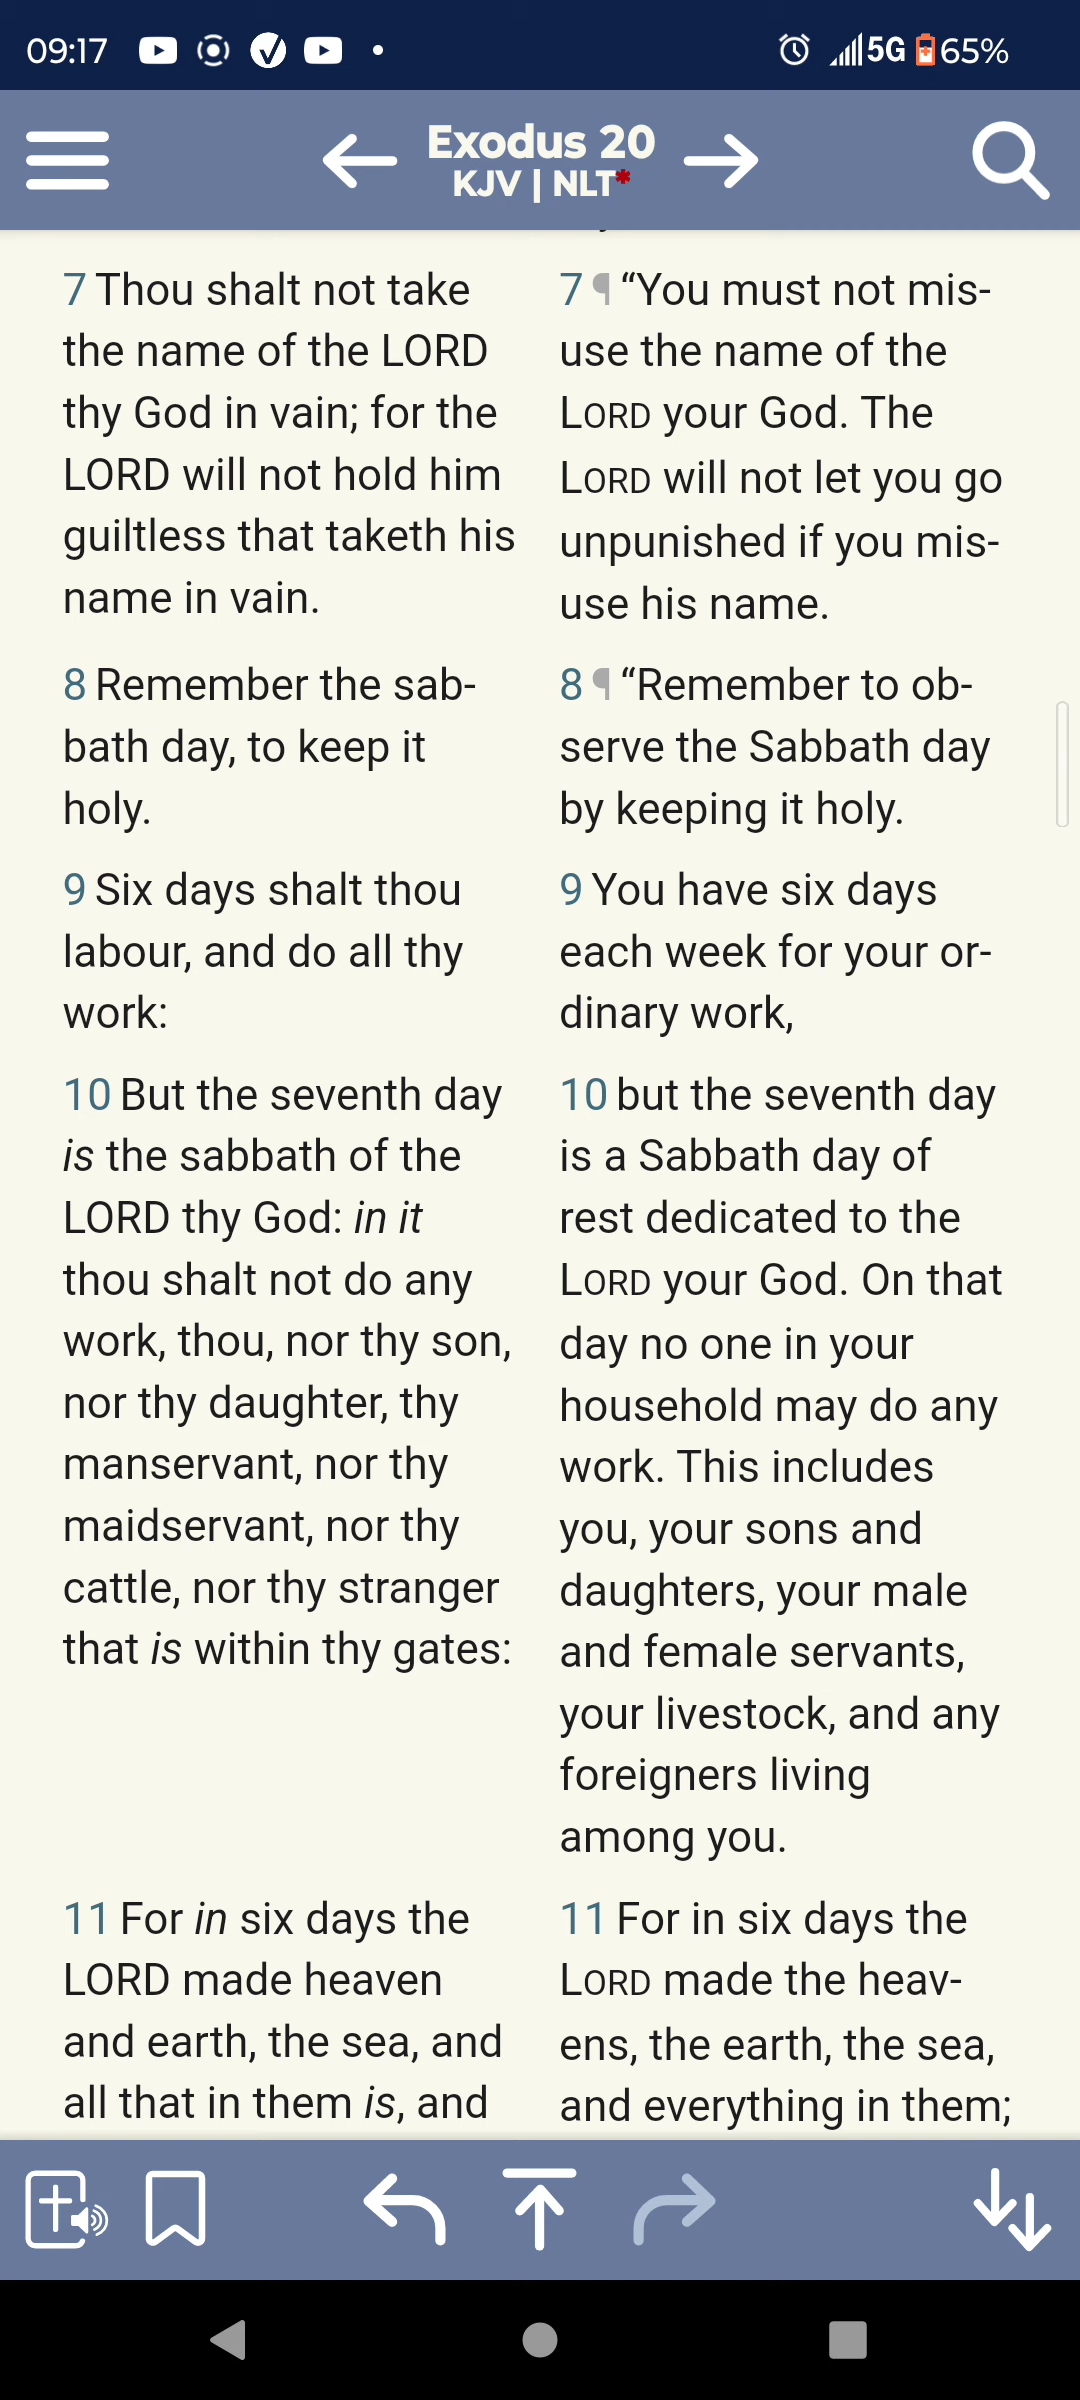 09:17
5G 65%
Exodus 20
KJV | NLT*
7 Thou shalt not take
the name of the LORD
thy God in vain; for the
LORD will not hold him
guiltless that taketh his
name in vain.
7 ¶ “You must not mis-
use the name of the
LORD your God. The
LORD will not let you go
unpunished if you mis-
use his name.
8 Remember the sab-
bath day, to keep it
holy.
8 ¶ “Remember to ob-
serve the Sabbath day
by keeping it holy.
9 Six days shalt thou
labour, and do all thy
work:
9 You have six days
each week for your or-
dinary work,
10 But the seventh day
is the sabbath of the
LORD thy God: in it
thou shalt not do any
work, thou, nor thy son,
nor thy daughter, thy
manservant, nor thy
maidservant, nor thy
cattle, nor thy stranger
that is within thy gates:
10 but the seventh day
is a Sabbath day of
rest dedicated to the
LORD your God. On that
day no one in your
household may do any
work. This includes
you, your sons and
daughters, your male
and female servants,
your livestock, and any
foreigners living
among you.
11 For in six days the
LORD made heaven
and earth, the sea, and
all that in them is, and
11 For in six days the
LORD made the heav-
ens, the earth, the sea,
and everything in them;